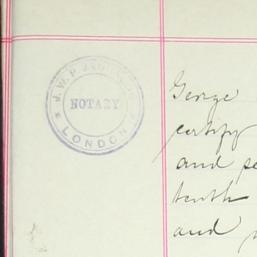 J. W. P.
NOTARY
LONDON
George
certify
and
tenth
and